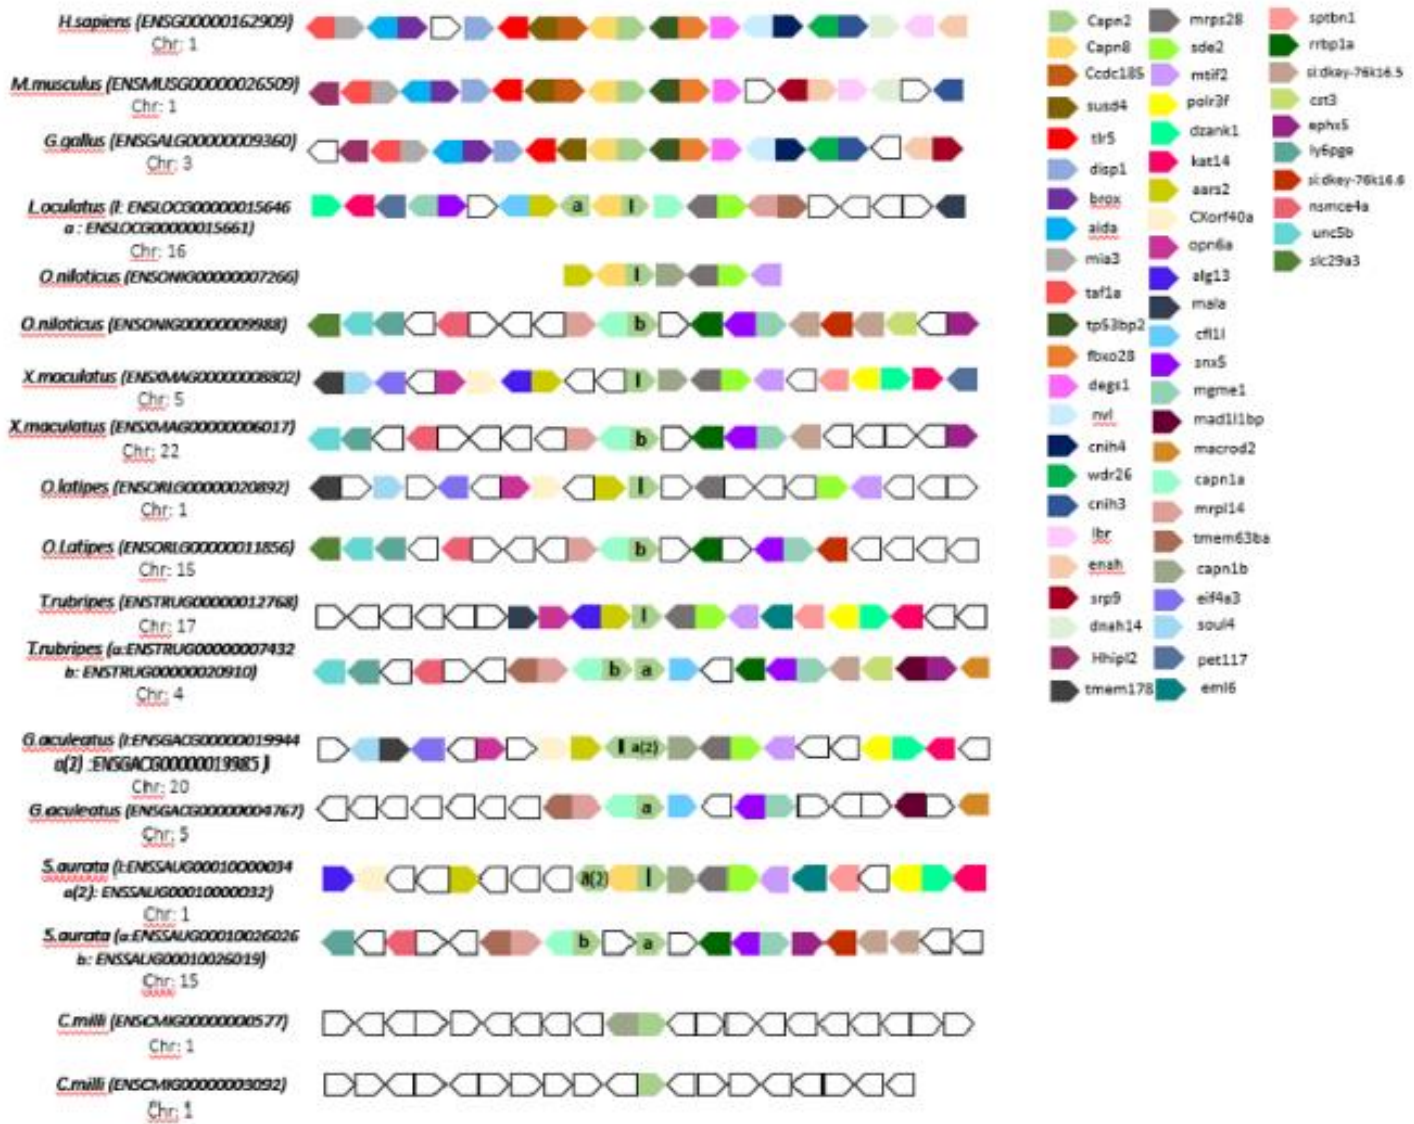 H.sapiens (ENSG00000162909)
Chr: 1
M.musculus (ENSMUSG00000026509)
Chr: 1
G.gallus (ENSGALG00000009360)
Chr: 3
L.oculatus (l: ENSLOCG00000015646
a : ENSLOCG00000015661)
Chr: 16
a l
O.niloticus (ENSONIG00000007266)
l
O.niloticus (ENSONIG00000009988)
b
X.maculatus (ENSXMAG00000008802)
Chr: 5
l
X.maculatus (ENSXMAG00000006017)
Chr: 22
b
O.latipes (ENSORLG00000020892)
Chr: 1
l
O.Latipes (ENSORLG00000011856)
Chr: 15
b
T.rubripes (ENSTRUG00000012768)
Chr: 17
l
T.rubripes (a:ENSTRUG00000007432
b: ENSTRUG00000020910)
Chr: 4
b a
G.aculeatus (l:ENSGACG00000019944
a(2) :ENSGACG00000019985 )
Chr: 20
l a(2)
G.aculeatus (ENSGACG00000004767)
Chr: 5
a
S.aurata (l:ENSSAUG00010000034
a(2): ENSSAUG00010000032)
Chr: 1
a(2) l
S.aurata (a:ENSSAUG00010026026
b: ENSSAUG00010026019)
Chr: 15
b a
C.milli (ENSCMIG00000000577)
Chr: 1
C.milli (ENSCMIG00000003092)
Chr: 1
Capn2
Capn8
Ccdc185
susd4
tlr5
disp1
brox
aida
mia3
taf1a
tp53bp2
fbxo28
degs1
nvl
cnih4
wdr26
cnih3
lbr
enah
srp9
dnah14
Hhipl2
tmem178
mrps28
sde2
mtif2
polr3f
dzank1
kat14
aars2
CXorf40a
opn6a
alg13
mala
cfl1l
snx5
mgme1
mad1l1bp
macrod2
capn1a
mrpl14
tmem63ba
capn1b
eif4a3
soul4
pet117
eml6
sptbn1
rrbp1a
si:dkey-76k16.5
cst3
ephx5
ly6pge
si:dkey-76k16.6
nsmce4a
unc5b
slc29a3